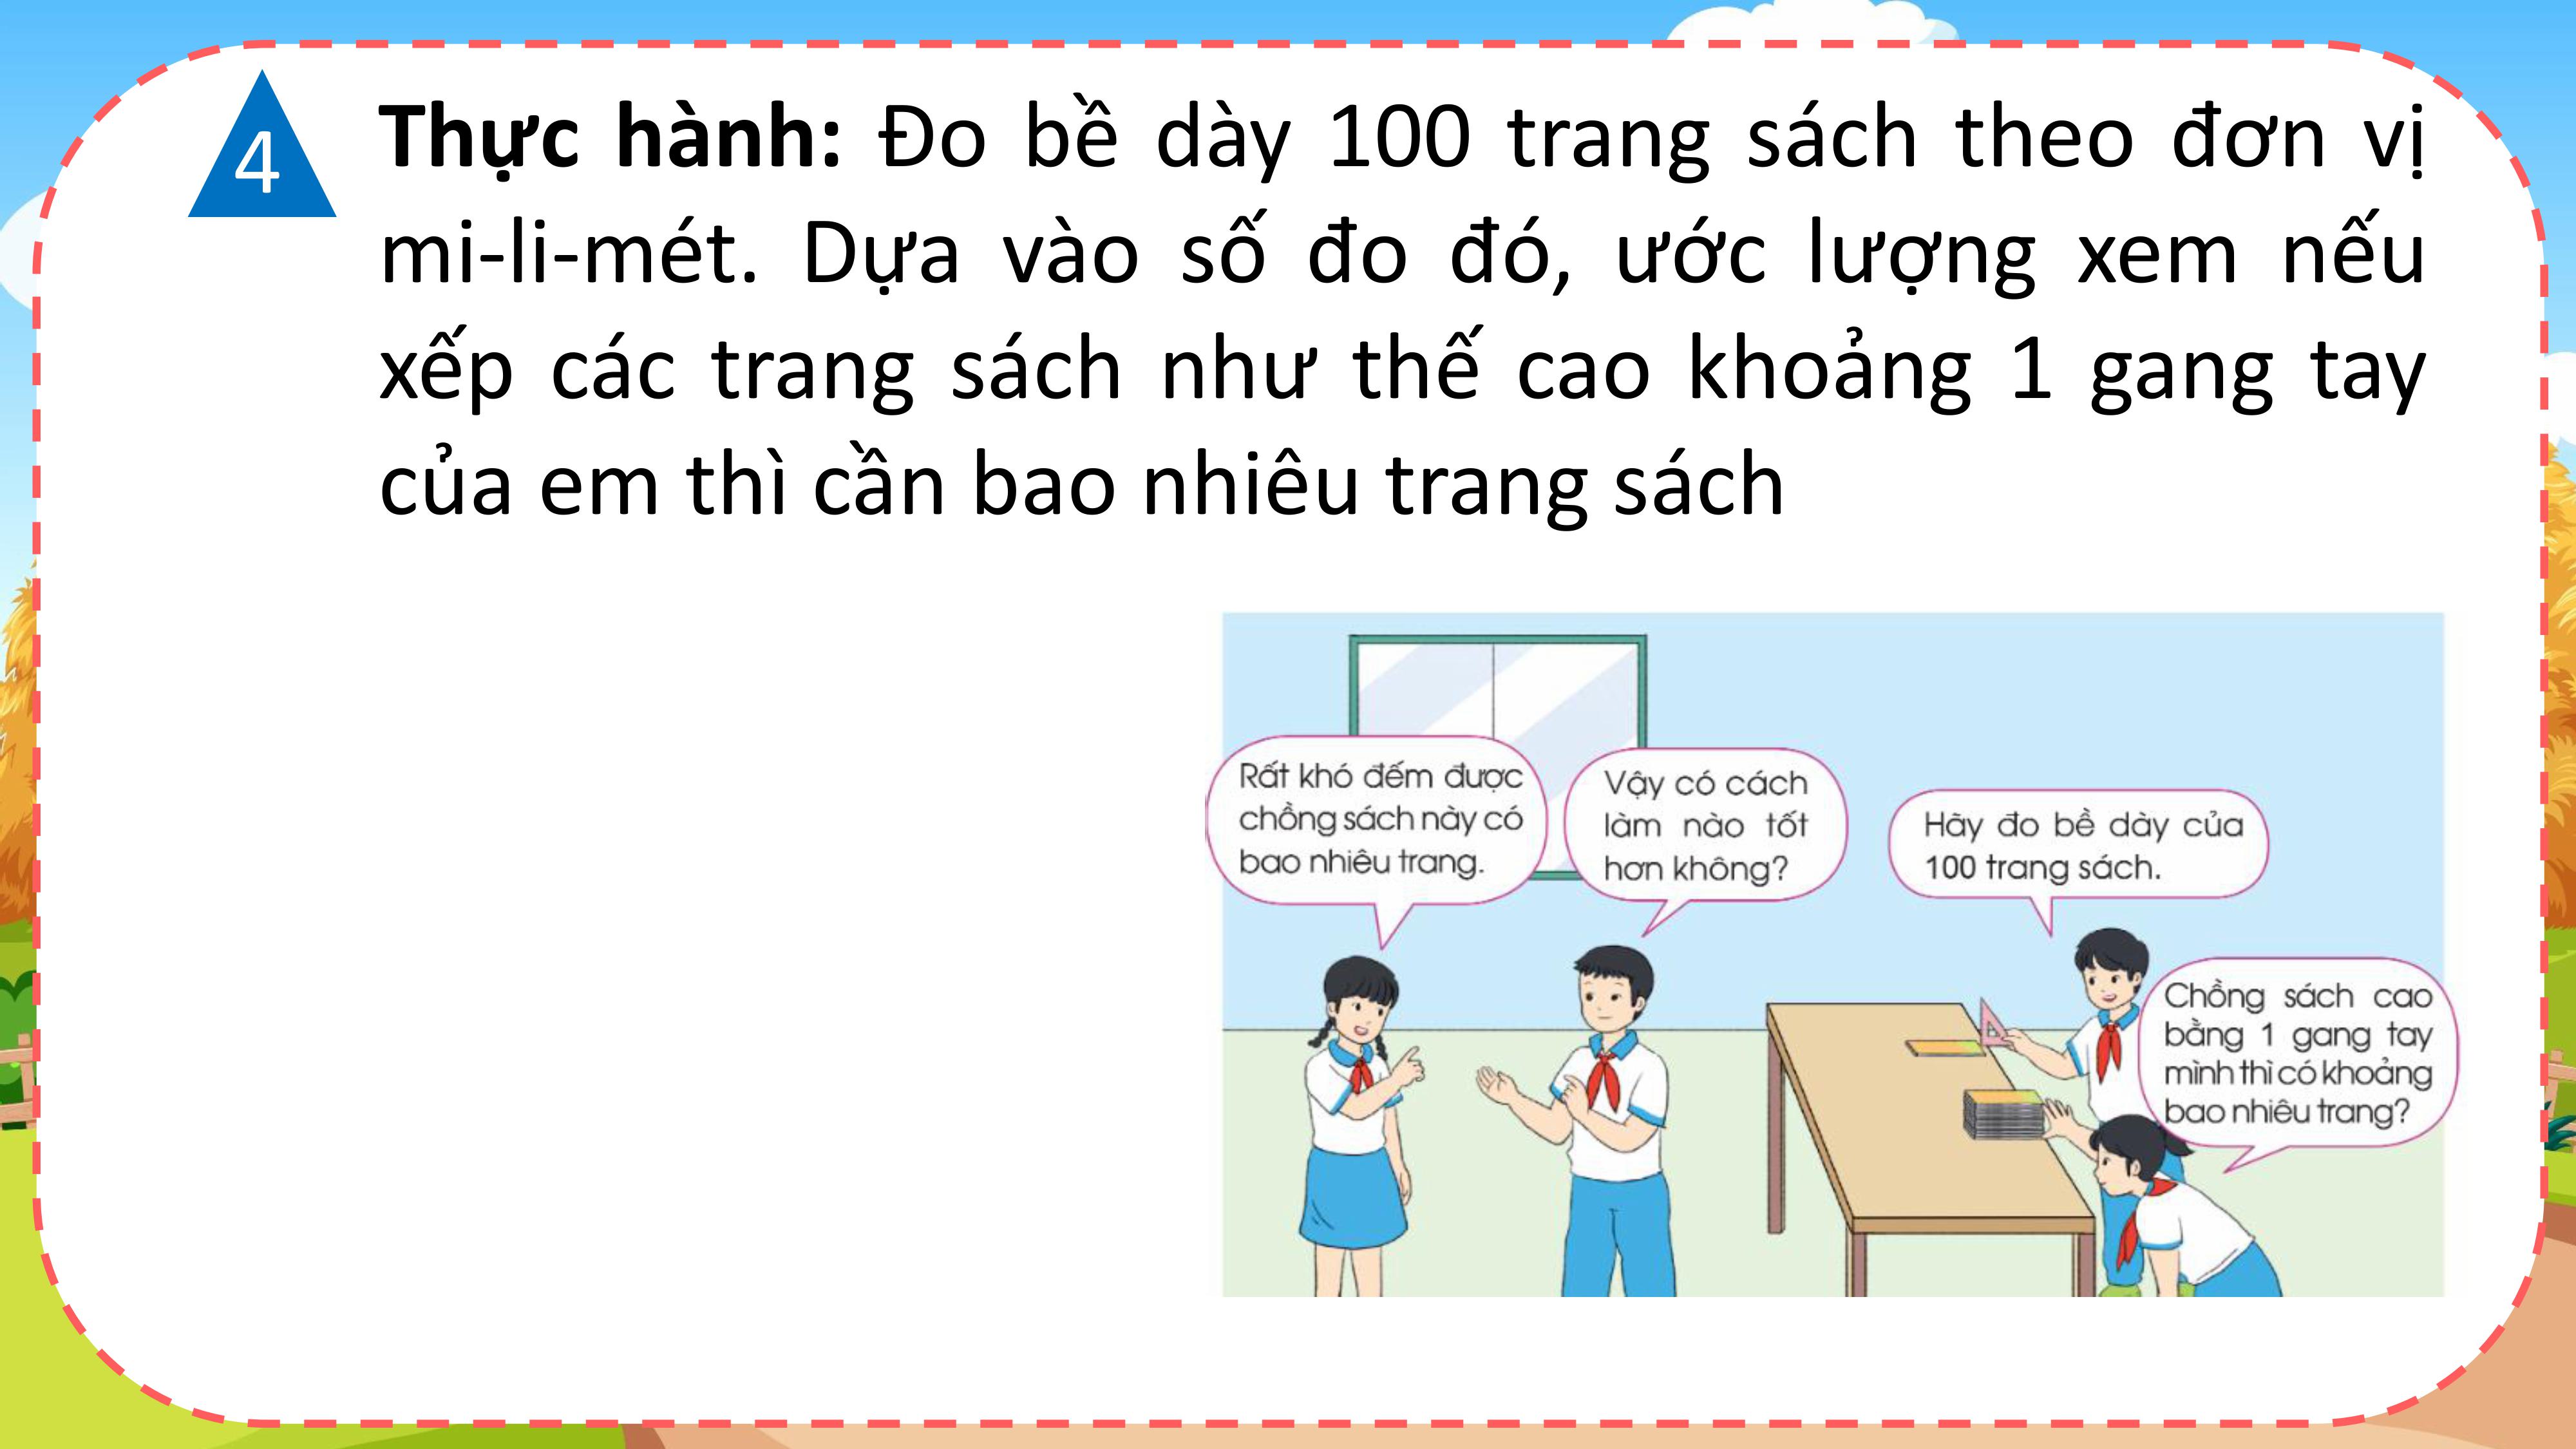 4
Thực hành: Đo bề dày 100 trang sách theo đơn vị
mi-li-mét. Dựa vào số đo đó, ước lượng xem nếu
xếp các trang sách như thế cao khoảng 1 gang tay
của em thì cần bao nhiêu trang sách
Rất khó đếm được
chồng sách này có
bao nhiêu trang.
Vậy có cách
làm nào tốt
hơn không?
Hãy đo bề dày của
100 trang sách.
Chồng sách cao
bằng 1 gang tay
mình thì có khoảng
bao nhiêu trang?